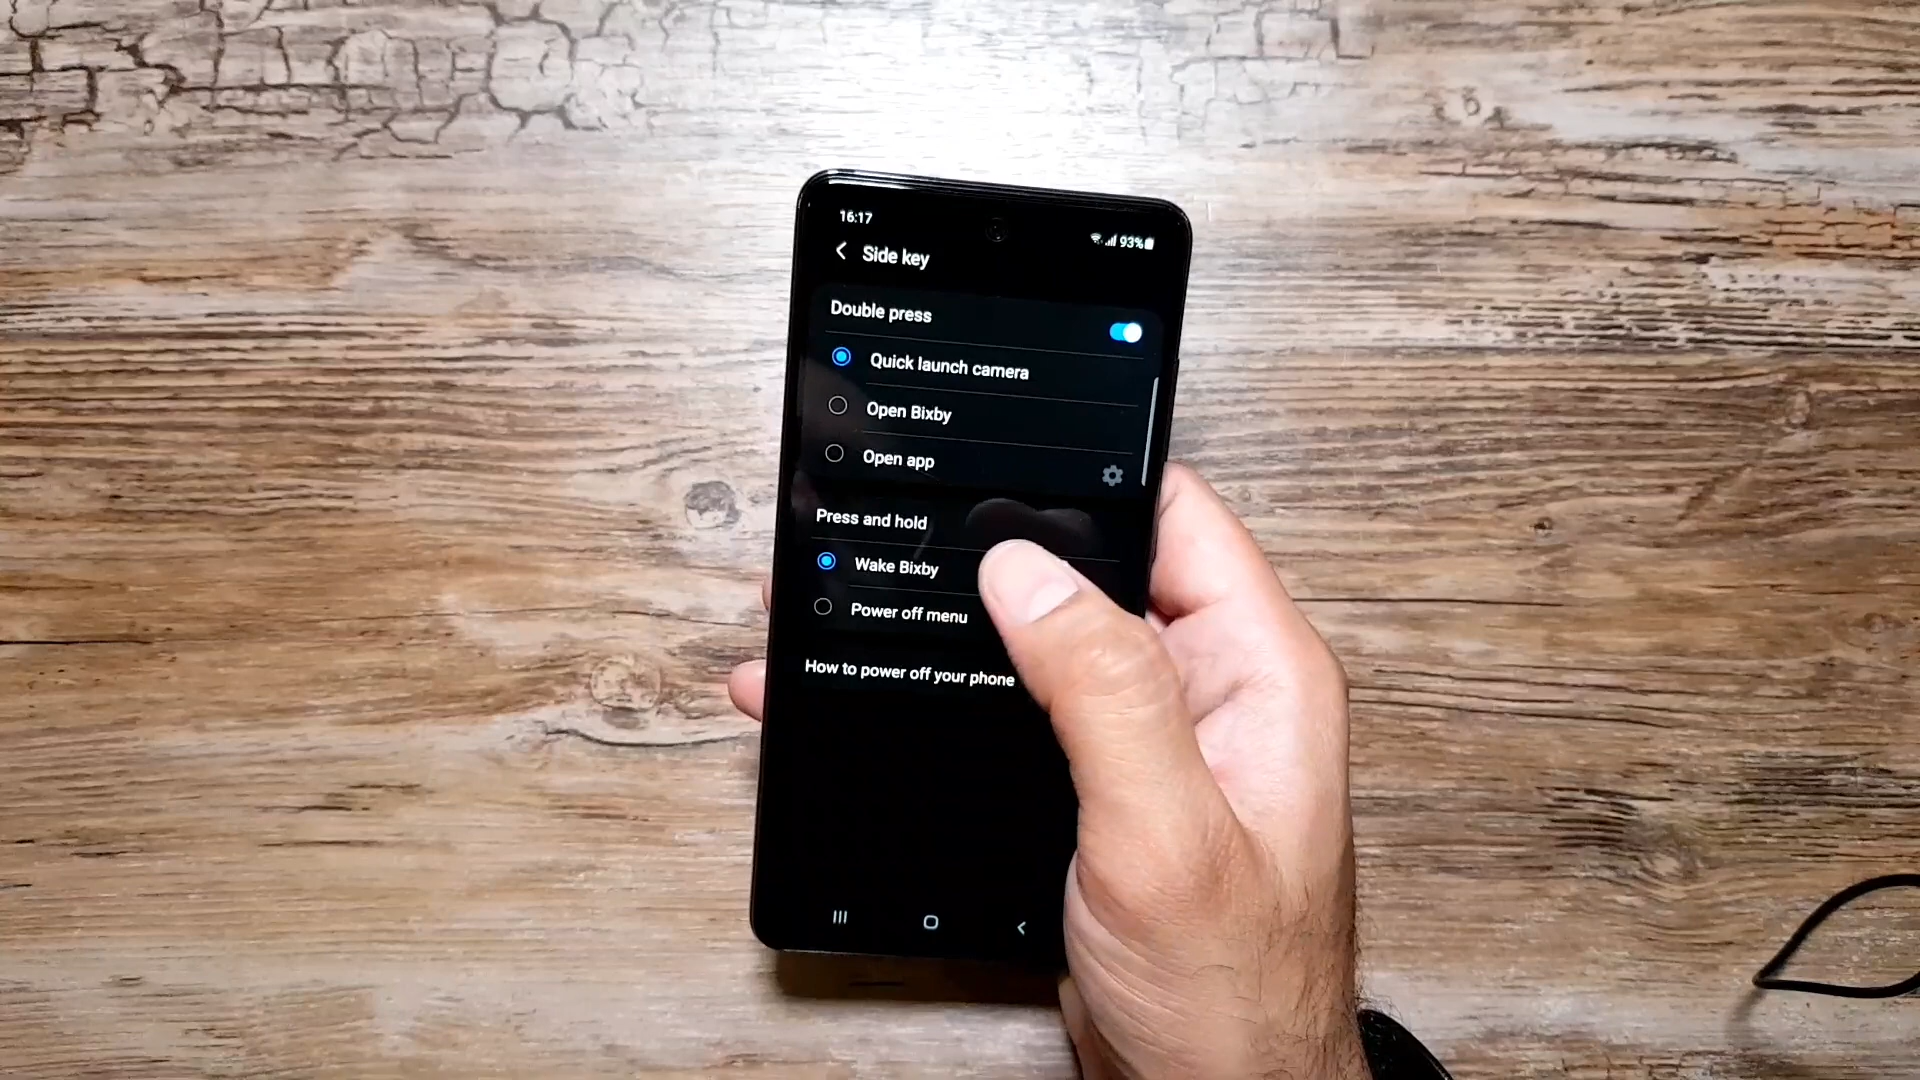 16:17
93%
Side key
Double press
Quick launch camera
Open Bixby
Open app
Press and hold
Wake Bixby
Power off menu
How to power off your phone